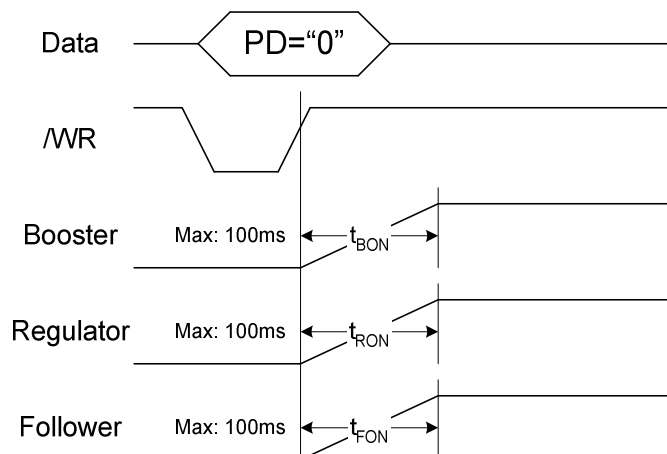 Data PD=“0”
/WR
Booster Max: 100ms tBON
Regulator Max: 100ms tRON
Follower Max: 100ms tFON